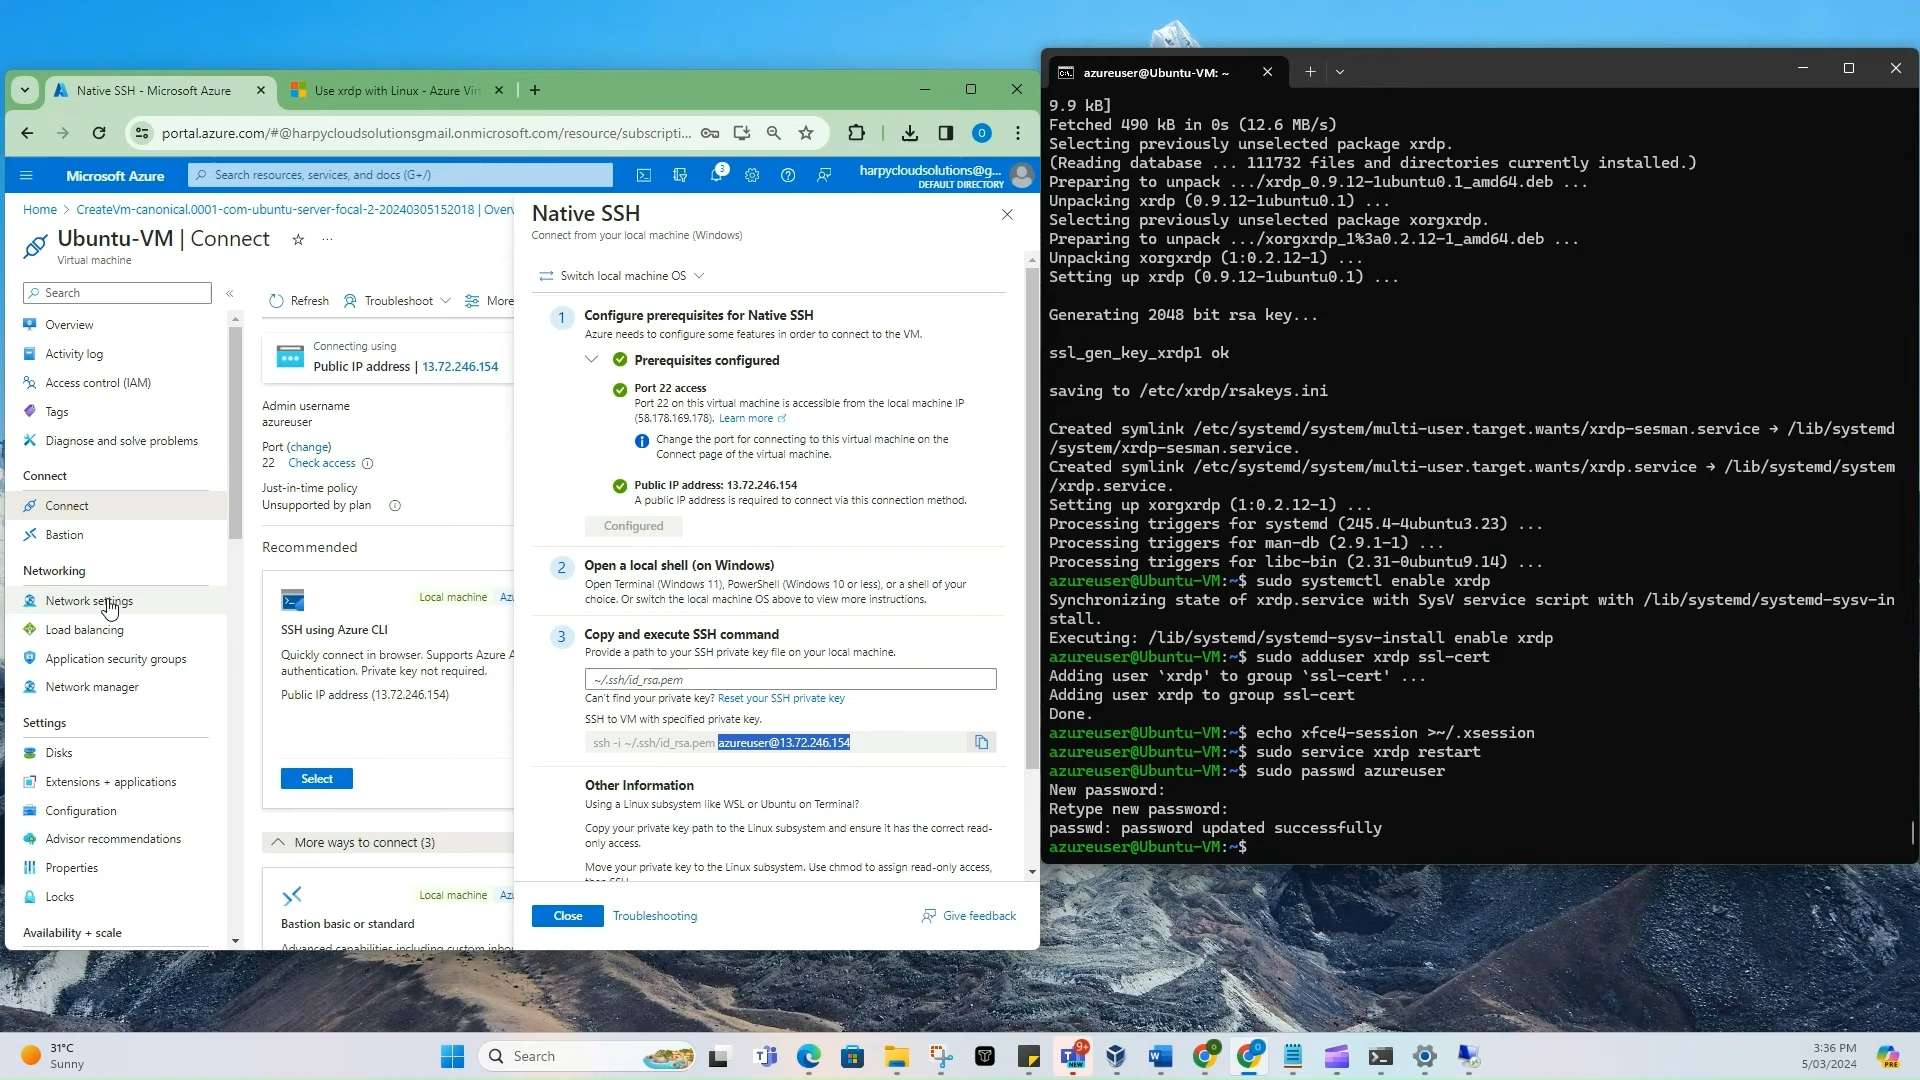 Native SSH - Microsoft Azure
Use xrdp with Linux - Azure Virt
portal.azure.com/#@harpycloudsolutionsgmail.onmicrosoft.com/resource/subscripti...
O
Microsoft Azure
Search resources, services, and docs (G+/)
3
harpycloudsolutions@g...
DEFAULT DIRECTORY
Home > CreateVm-canonical.0001-com-ubuntu-server-focal-2-20240305152018 | Overv
Ubuntu-VM | Connect
Virtual machine
Search
Overview
Activity log
Access control (IAM)
Tags
Diagnose and solve problems
Connect
Connect
Bastion
Networking
Network settings
Load balancing
Application security groups
Network manager
Settings
Disks
Extensions + applications
Configuration
Advisor recommendations
Properties
Locks
Availability + scale
Refresh
Troubleshoot
More
Connecting using
Public IP address | 13.72.246.154
Admin username
azureuser
Port (change)
22 Check access
Just-in-time policy
Unsupported by plan
Recommended
Local machine
SSH using Azure CLI
Quickly connect in browser. Supports Azure A
authentication. Private key not required.
Public IP address (13.72.246.154)
Select
More ways to connect (3)
Local machine
Bastion basic or standard
Native SSH
Connect from your local machine (Windows)
Switch local machine OS
1 Configure prerequisites for Native SSH
Azure needs to configure some features in order to connect to the VM.
Prerequisites configured
Port 22 access
Port 22 on this virtual machine is accessible from the local machine IP
(58.178.169.178). Learn more
Change the port for connecting to this virtual machine on the
Connect page of the virtual machine.
Public IP address: 13.72.246.154
A public IP address is required to connect via this connection method.
Configured
2 Open a local shell (on Windows)
Open Terminal (Windows 11), PowerShell (Windows 10 or less), or a shell of your
choice. Or switch the local machine OS above to view more instructions.
3 Copy and execute SSH command
Provide a path to your SSH private key file on your local machine.
~/.ssh/id_rsa.pem
Can't find your private key? Reset your SSH private key
SSH to VM with specified private key.
ssh -i ~/.ssh/id_rsa.pem azureuser@13.72.246.154
Other Information
Using a Linux subsystem like WSL or Ubuntu on Terminal?
Copy your private key path to the Linux subsystem and ensure it has the correct read-
only access.
Move your private key to the Linux subsystem. Use chmod to assign read-only access,
Close
Troubleshooting
Give feedback
azureuser@Ubuntu-VM: ~
9.9 kB]
Fetched 490 kB in 0s (12.6 MB/s)
Selecting previously unselected package xrdp.
(Reading database ... 111732 files and directories currently installed.)
Preparing to unpack .../xrdp_0.9.12-1ubuntu0.1_amd64.deb ...
Unpacking xrdp (0.9.12-1ubuntu0.1) ...
Selecting previously unselected package xorgxrdp.
Preparing to unpack .../xorgxrdp_1%3a0.2.12-1_amd64.deb ...
Unpacking xorgxrdp (1:0.2.12-1) ...
Setting up xrdp (0.9.12-1ubuntu0.1) ...
Generating 2048 bit rsa key...
ssl_gen_key_xrdp1 ok
saving to /etc/xrdp/rsakeys.ini
Created symlink /etc/systemd/system/multi-user.target.wants/xrdp-sesman.service → /lib/systemd
/system/xrdp-sesman.service.
Created symlink /etc/systemd/system/multi-user.target.wants/xrdp.service → /lib/systemd/system
/xrdp.service.
Setting up xorgxrdp (1:0.2.12-1) ...
Processing triggers for systemd (245.4-4ubuntu3.23) ...
Processing triggers for man-db (2.9.1-1) ...
Processing triggers for libc-bin (2.31-0ubuntu9.14) ...
azureuser@Ubuntu-VM:~$ sudo systemctl enable xrdp
Synchronizing state of xrdp.service with SysV service script with /lib/systemd/systemd-sysv-in
stall.
Executing: /lib/systemd/systemd-sysv-install enable xrdp
azureuser@Ubuntu-VM:~$ sudo adduser xrdp ssl-cert
Adding user `xrdp' to group `ssl-cert' ...
Adding user xrdp to group ssl-cert
Done.
azureuser@Ubuntu-VM:~$ echo xfce4-session >~/.xsession
azureuser@Ubuntu-VM:~$ sudo service xrdp restart
azureuser@Ubuntu-VM:~$ sudo passwd azureuser
New password:
Retype new password:
passwd: password updated successfully
azureuser@Ubuntu-VM:~$
31°C
Sunny
Search
9+
NEW
3:36 PM
5/03/2024
PRE